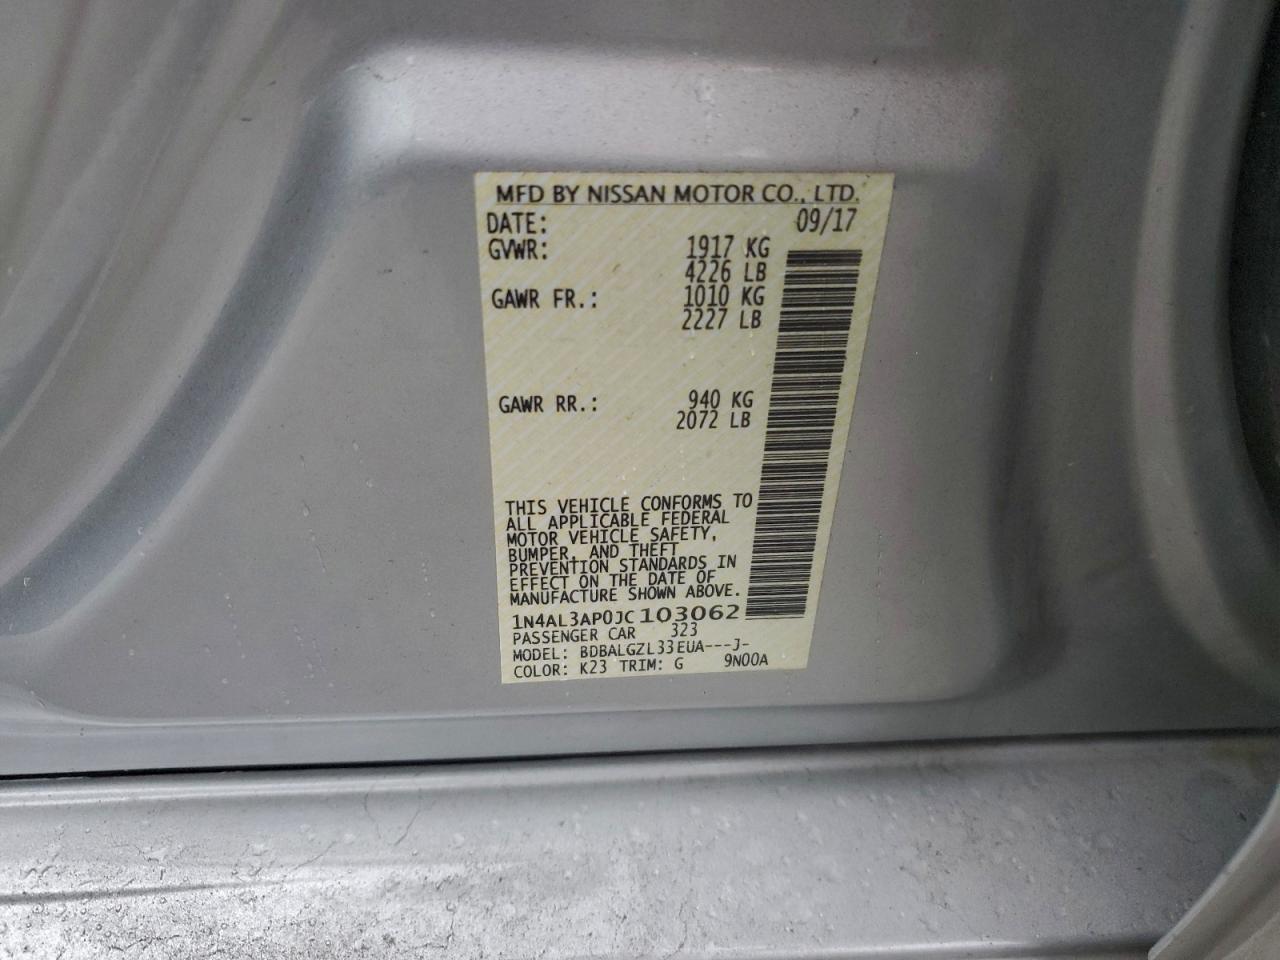 MFD BY NISSAN MOTOR CO., LTD.
DATE: 09/17
GVWR: 1917 KG
4226 LB
GAWR FR.: 1010 KG
2227 LB
GAWR RR.: 940 KG
2072 LB
THIS VEHICLE CONFORMS TO
ALL APPLICABLE FEDERAL
MOTOR VEHICLE SAFETY,
BUMPER, AND THEFT
PREVENTION STANDARDS IN
EFFECT ON THE DATE OF
MANUFACTURE SHOWN ABOVE.
1N4AL3AP0JC103062
PASSENGER CAR 323
MODEL: BDBALGZL33EUA---J-
COLOR: K23 TRIM: G 9N00A